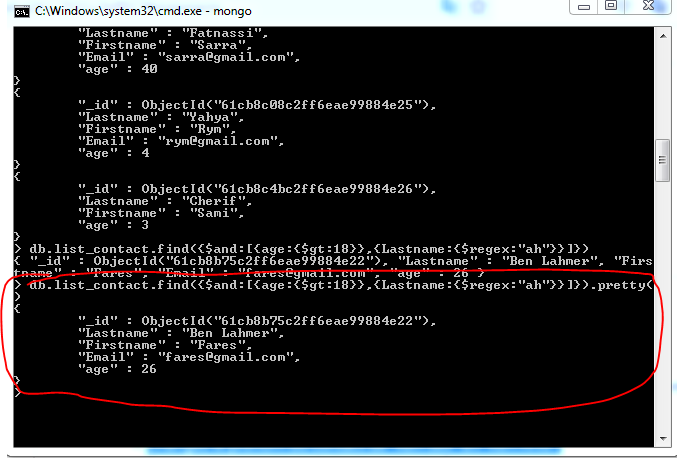 C:\Windows\system32\cmd.exe - mongo
"Lastname" : "Fatnassi",
"Firstname" : "Sarra",
"Email" : "sarra@gmail.com",
"age" : 40
}
{
"_id" : ObjectId("61cb8c08c2ff6eae99884e25"),
"Lastname" : "Yahya",
"Firstname" : "Rym",
"Email" : "rym@gmail.com",
"age" : 4
}
{
"_id" : ObjectId("61cb8c4bc2ff6eae99884e26"),
"Lastname" : "Cherif",
"Firstname" : "Sami",
"age" : 3
}
> db.list_contact.find({$and:[{age:{$gt:18}},{Lastname:{$regex:"ah"}}]})
{ "_id" : ObjectId("61cb8b75c2ff6eae99884e22"), "Lastname" : "Ben Lahmer", "Firs
tname" : "Fares", "Email" : "fares@gmail.com", "age" : 26 }
> db.list_contact.find({$and:[{age:{$gt:18}},{Lastname:{$regex:"ah"}}]}).pretty(
)
{
"_id" : ObjectId("61cb8b75c2ff6eae99884e22"),
"Lastname" : "Ben Lahmer",
"Firstname" : "Fares",
"Email" : "fares@gmail.com",
"age" : 26
}
>